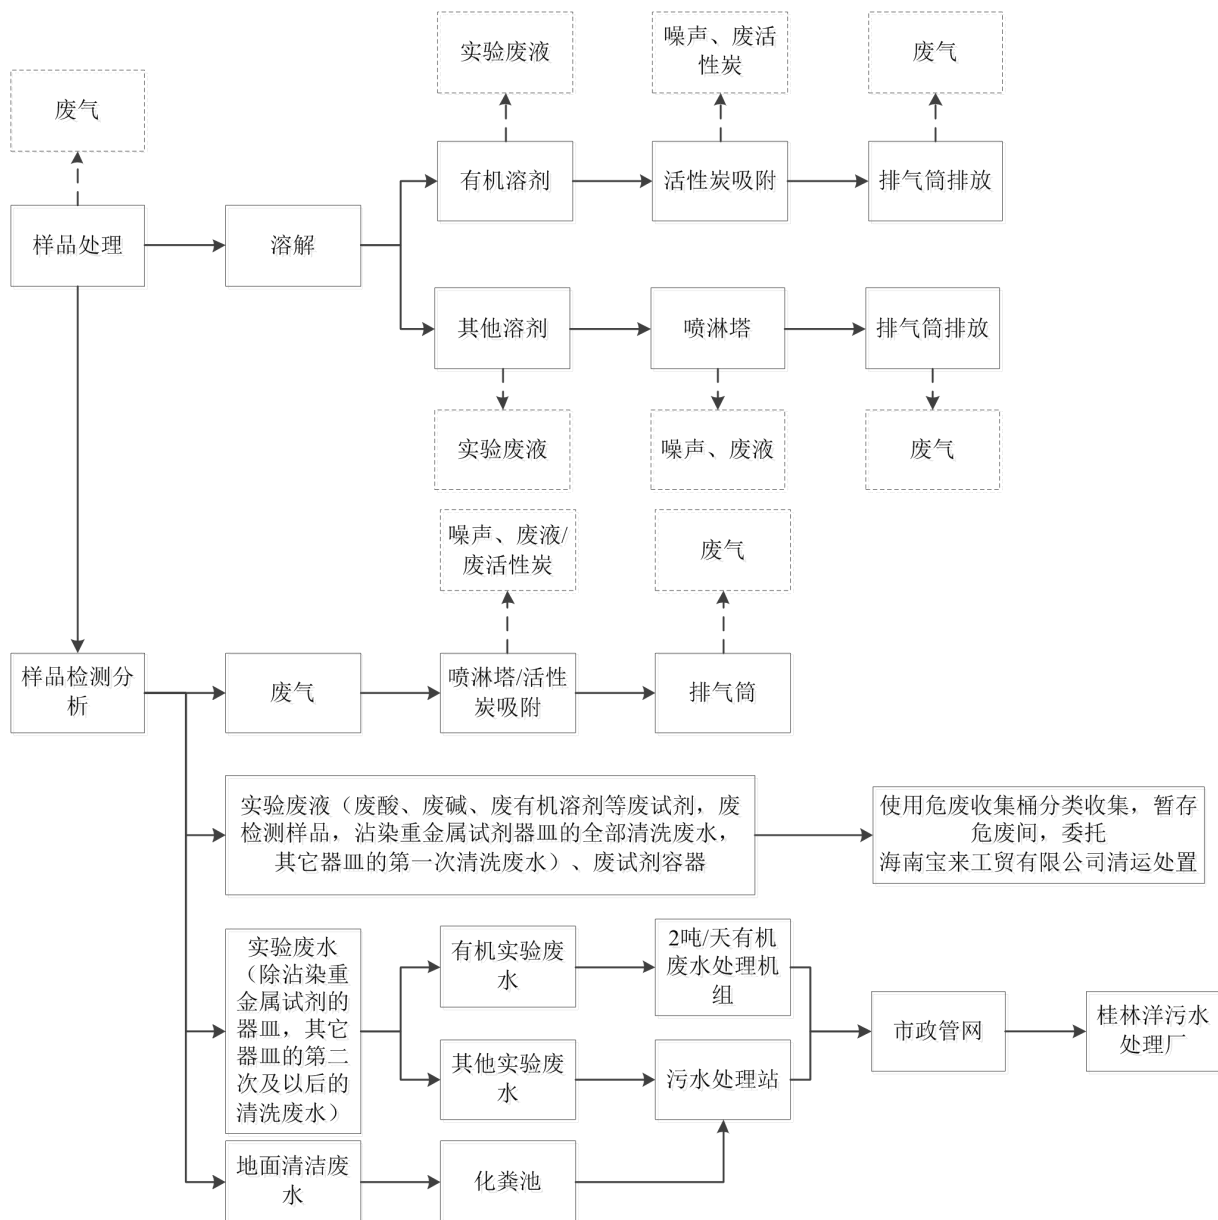 实验废液
噪声、废活
性炭
废气
废气
有机溶剂
活性炭吸附
排气筒排放
样品处理
溶解
其他溶剂
喷淋塔
排气筒排放
实验废液
噪声、废液
废气
噪声、废液/
废活性炭
废气
样品检测分
析
废气
喷淋塔/活性
炭吸附
排气筒
实验废液（废酸、废碱、废有机溶剂等废试剂，废
检测样品，沾染重金属试剂器皿的全部清洗废水，
其它器皿的第一次清洗废水）、废试剂容器
使用危废收集桶分类收集，暂存
危废间，委托
海南宝来工贸有限公司清运处置
实验废水
（除沾染重
金属试剂的
器皿，其它
器皿的第二
次及以后的
清洗废水）
有机实验废
水
2吨/天有机
废水处理机
组
其他实验废
水
污水处理站
市政管网
桂林洋污水
处理厂
地面清洁废
水
化粪池